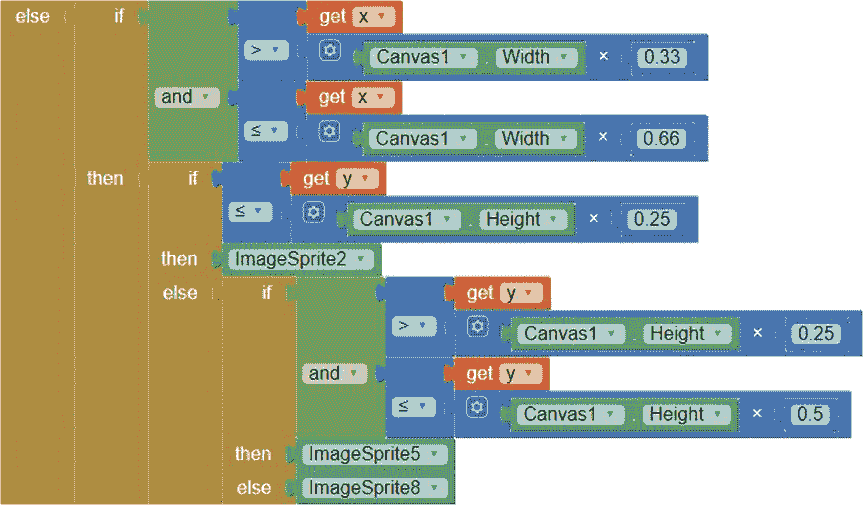 else if get x
> Canvas1 . Width × 0.33
and get x
≤ Canvas1 . Width × 0.66
then if get y
≤ Canvas1 . Height × 0.25
then ImageSprite2
else if get y
> Canvas1 . Height × 0.25
and get y
≤ Canvas1 . Height × 0.5
then ImageSprite5
else ImageSprite8